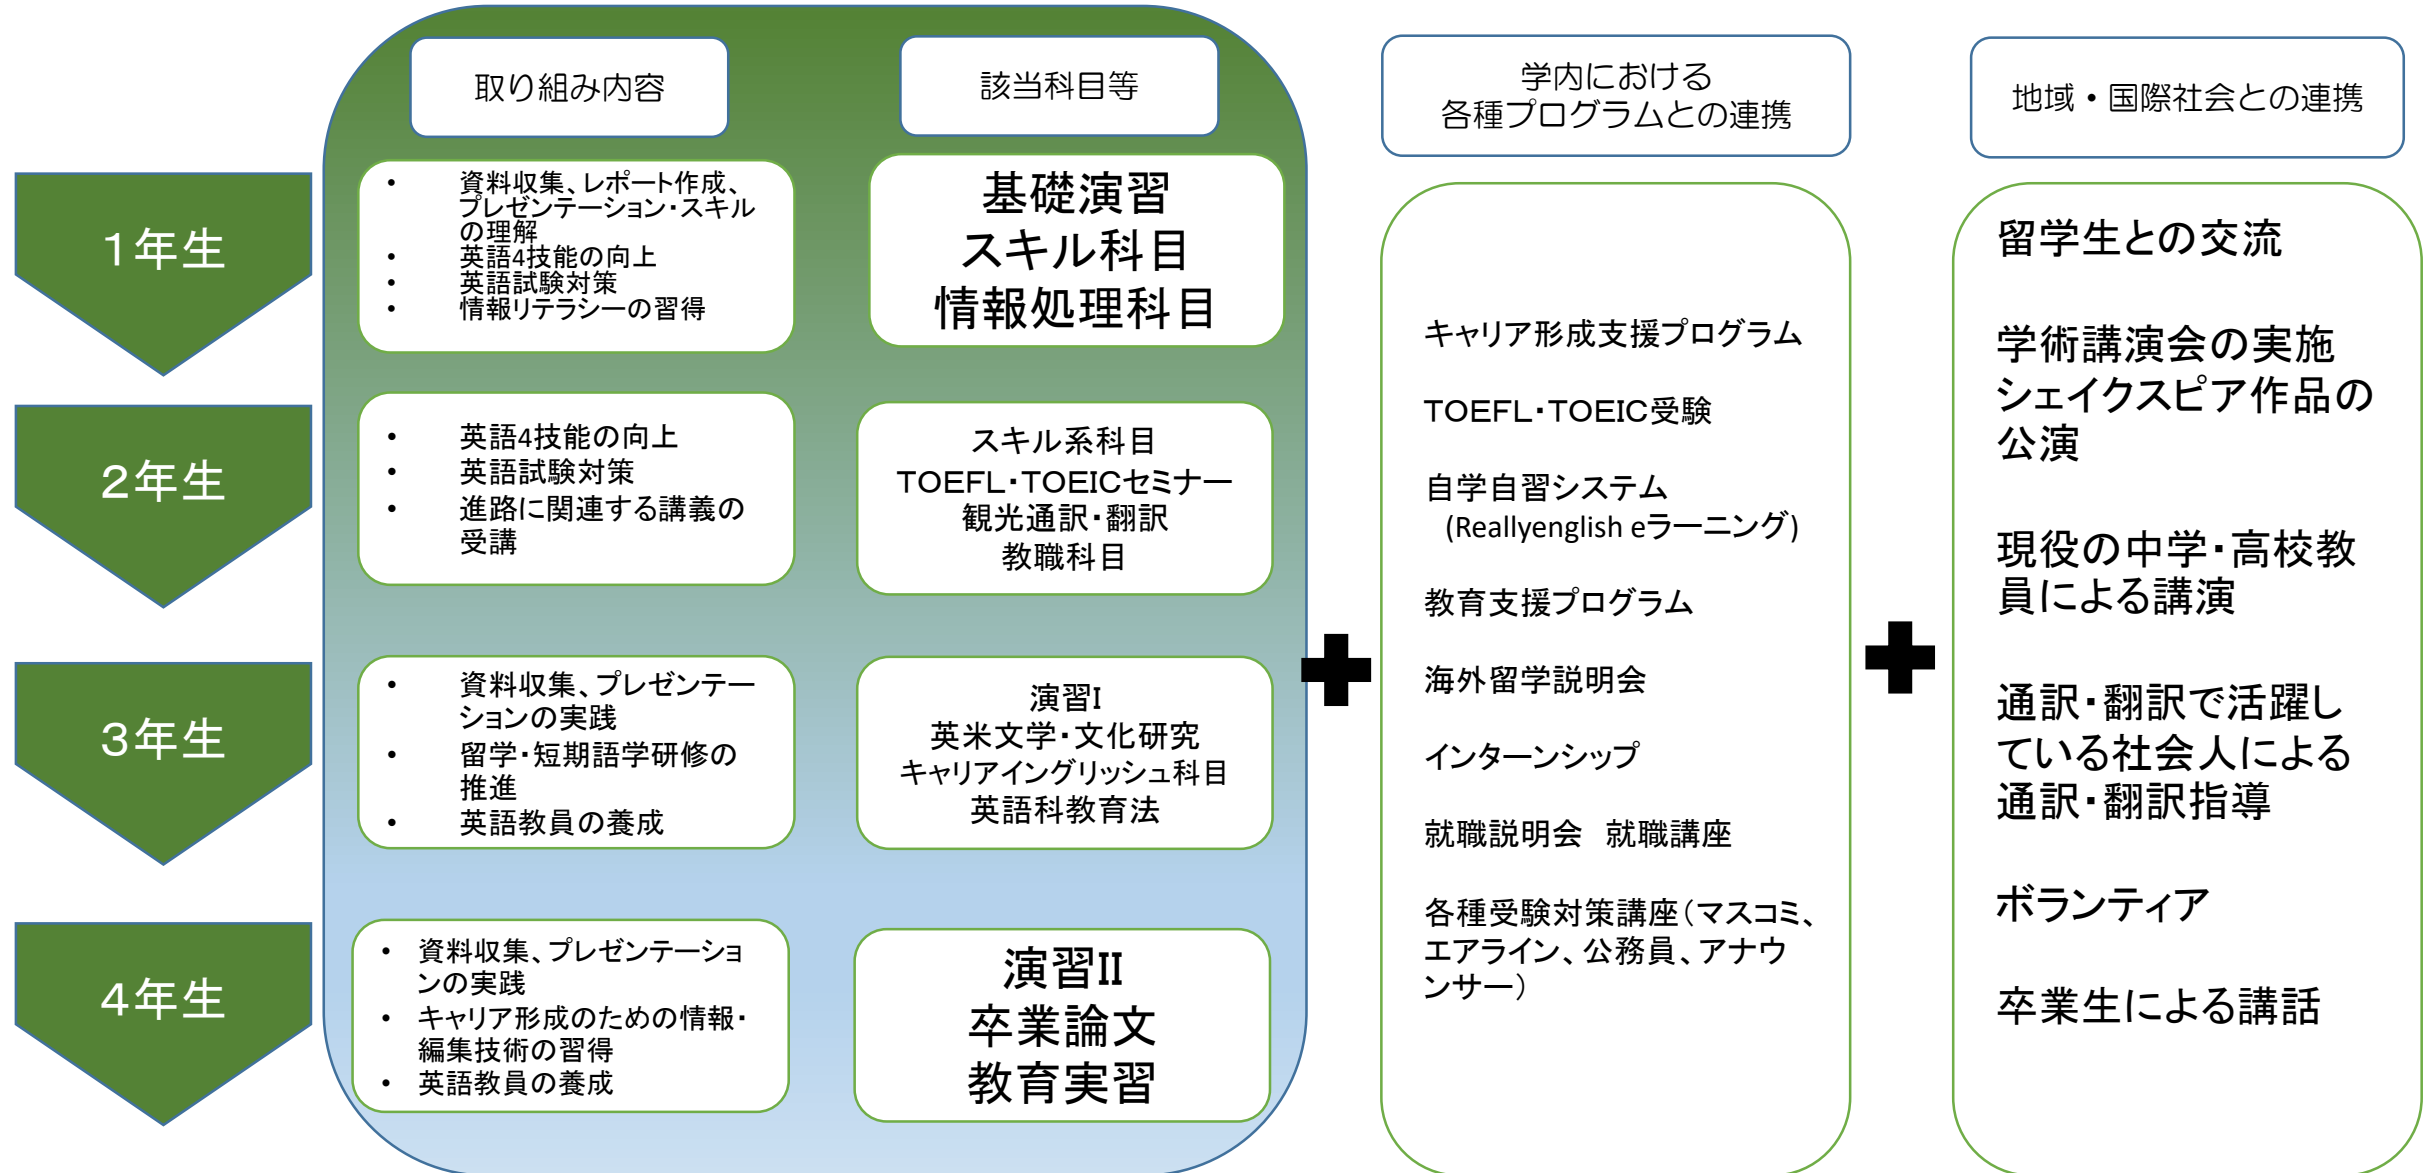 取り組み内容
該当科目等
学内における
各種プログラムとの連携
地域・国際社会との連携
１年生
• 資料収集、レポート作成、
プレゼンテーション・スキル
の理解
• 英語4技能の向上
• 英語試験対策
• 情報リテラシーの習得
基礎演習
スキル科目
情報処理科目
２年生
• 英語4技能の向上
• 英語試験対策
• 進路に関連する講義の
受講
スキル系科目
ＴＯＥＦＬ・ＴＯＥＩＣセミナー
観光通訳・翻訳
教職科目
３年生
• 資料収集、プレゼンテー
ションの実践
• 留学・短期語学研修の
推進
• 英語教員の養成
演習I
英米文学・文化研究
キャリアイングリッシュ科目
英語科教育法
４年生
• 資料収集、プレゼンテーショ
ンの実践
• キャリア形成のための情報・
編集技術の習得
• 英語教員の養成
演習II
卒業論文
教育実習
キャリア形成支援プログラム
ＴＯＥＦＬ・ＴＯＥＩＣ受験
自学自習システム
(Reallyenglish eラーニング)
教育支援プログラム
海外留学説明会
インターンシップ
就職説明会　就職講座
各種受験対策講座（マスコミ、
エアライン、公務員、アナウ
ンサー）
留学生との交流
学術講演会の実施
シェイクスピア作品の
公演
現役の中学・高校教
員による講演
通訳・翻訳で活躍し
ている社会人による
通訳・翻訳指導
ボランティア
卒業生による講話